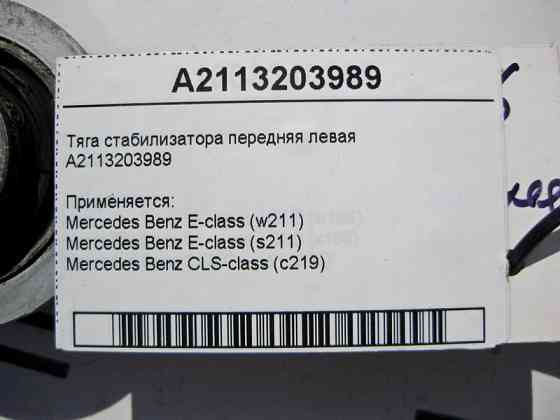 A2113203989
Тяга стабилизатора передняя левая
A2113203989
Применяется:
Mercedes Benz E-class (w211)
Mercedes Benz E-class (s211)
Mercedes Benz CLS-class (c219)